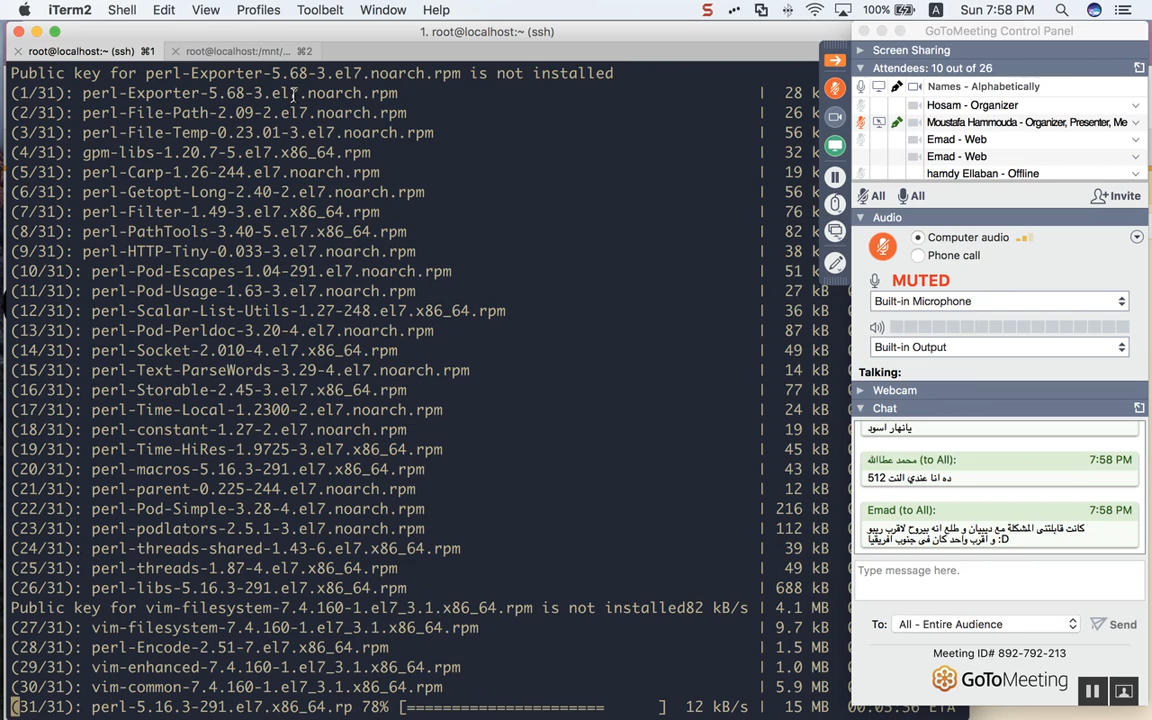 iTerm2 Shell Edit View Profiles Toolbelt Window Help 100% A Sun 7:58 PM
1. root@localhost:~ (ssh)
root@localhost:~ (ssh) ⌘1
root@localhost:/mnt/... ⌘2
Public key for perl-Exporter-5.68-3.el7.noarch.rpm is not installed
(1/31): perl-Exporter-5.68-3.el7.noarch.rpm | 28 k
(2/31): perl-File-Path-2.09-2.el7.noarch.rpm | 26 k
(3/31): perl-File-Temp-0.23.01-3.el7.noarch.rpm | 56 k
(4/31): gpm-libs-1.20.7-5.el7.x86_64.rpm | 32 k
(5/31): perl-Carp-1.26-244.el7.noarch.rpm | 19 k
(6/31): perl-Getopt-Long-2.40-2.el7.noarch.rpm | 56 k
(7/31): perl-Filter-1.49-3.el7.x86_64.rpm | 76 k
(8/31): perl-PathTools-3.40-5.el7.x86_64.rpm | 82 k
(9/31): perl-HTTP-Tiny-0.033-3.el7.noarch.rpm | 38 k
(10/31): perl-Pod-Escapes-1.04-291.el7.noarch.rpm | 51 k
(11/31): perl-Pod-Usage-1.63-3.el7.noarch.rpm | 27 kB
(12/31): perl-Scalar-List-Utils-1.27-248.el7.x86_64.rpm | 36 kB
(13/31): perl-Pod-Perldoc-3.20-4.el7.noarch.rpm | 87 kB
(14/31): perl-Socket-2.010-4.el7.x86_64.rpm | 49 kB
(15/31): perl-Text-ParseWords-3.29-4.el7.noarch.rpm | 14 kB
(16/31): perl-Storable-2.45-3.el7.x86_64.rpm | 77 kB
(17/31): perl-Time-Local-1.2300-2.el7.noarch.rpm | 24 kB
(18/31): perl-constant-1.27-2.el7.noarch.rpm | 19 kB
(19/31): perl-Time-HiRes-1.9725-3.el7.x86_64.rpm | 45 kB
(20/31): perl-macros-5.16.3-291.el7.x86_64.rpm | 43 kB
(21/31): perl-parent-0.225-244.el7.noarch.rpm | 12 kB
(22/31): perl-Pod-Simple-3.28-4.el7.noarch.rpm | 216 kB
(23/31): perl-podlators-2.5.1-3.el7.noarch.rpm | 112 kB
(24/31): perl-threads-shared-1.43-6.el7.x86_64.rpm | 39 kB
(25/31): perl-threads-1.87-4.el7.x86_64.rpm | 49 kB
(26/31): perl-libs-5.16.3-291.el7.x86_64.rpm | 688 kB
Public key for vim-filesystem-7.4.160-1.el7_3.1.x86_64.rpm is not installed82 kB/s | 4.1 MB
(27/31): vim-filesystem-7.4.160-1.el7_3.1.x86_64.rpm | 9.7 kB
(28/31): perl-Encode-2.51-7.el7.x86_64.rpm | 1.5 MB
(29/31): vim-enhanced-7.4.160-1.el7_3.1.x86_64.rpm | 1.0 MB
(30/31): vim-common-7.4.160-1.el7_3.1.x86_64.rpm | 5.9 MB
(31/31): perl-5.16.3-291.el7.x86_64.rp 78% [====================== ] 12 kB/s | 15 MB
GoToMeeting Control Panel
Screen Sharing
Attendees: 10 out of 26
Names - Alphabetically
Hosam - Organizer
Moustafa Hammouda - Organizer, Presenter, Me
Emad - Web
Emad - Web
hamdy Ellaban - Offline
All All Invite
Audio
Computer audio
Phone call
MUTED
Built-in Microphone
Built-in Output
Talking:
Webcam
Chat
يانهار اسود
محمد عطاالله (to All): 7:58 PM
ده انا عندي النت 512
Emad (to All): 7:58 PM
كانت قابلتنى المشكلة مع ديبيان و طلع انه بيروح لاقرب ريبو
و اقرب واحد كان فى جنوب افريقيا :D
Type message here.
To: All - Entire Audience Send
Meeting ID# 892-792-213
GoToMeeting